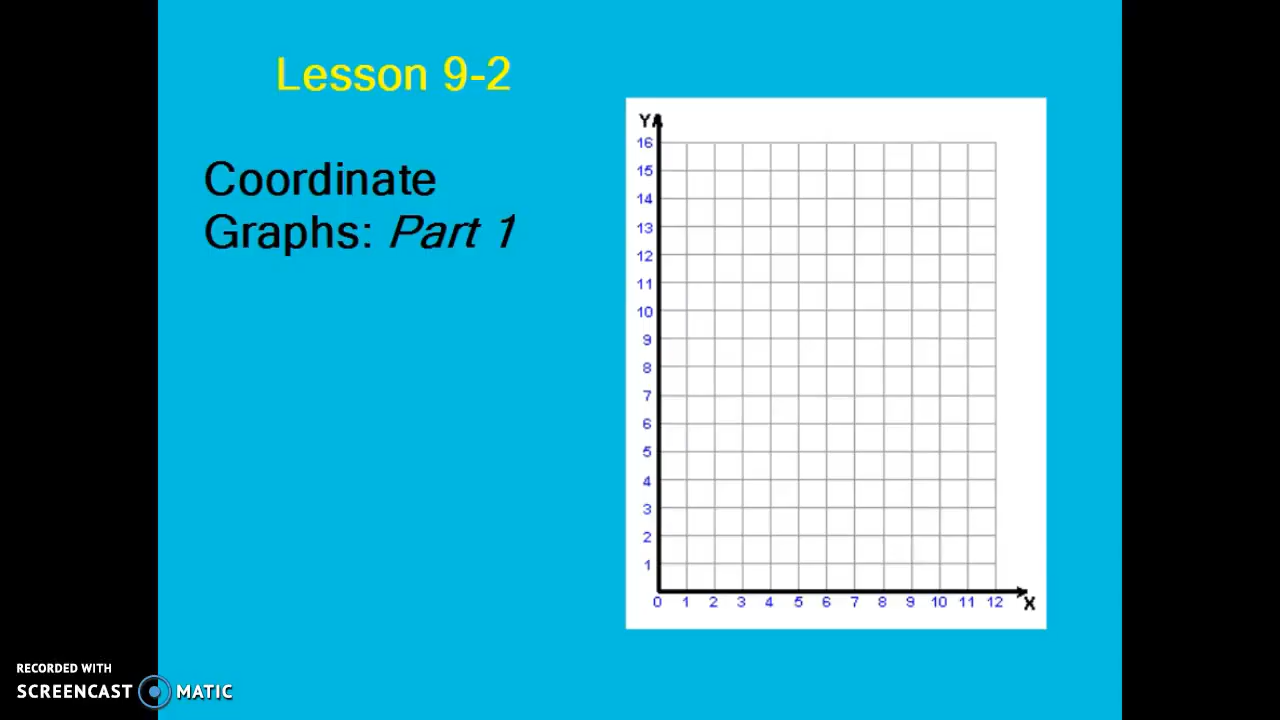 Lesson 9-2
Coordinate
Graphs: Part 1
Y
16
15
14
13
12
11
10
9
8
7
6
5
4
3
2
1
0 1 2 3 4 5 6 7 8 9 10 11 12 X
RECORDED WITH
SCREENCAST MATIC